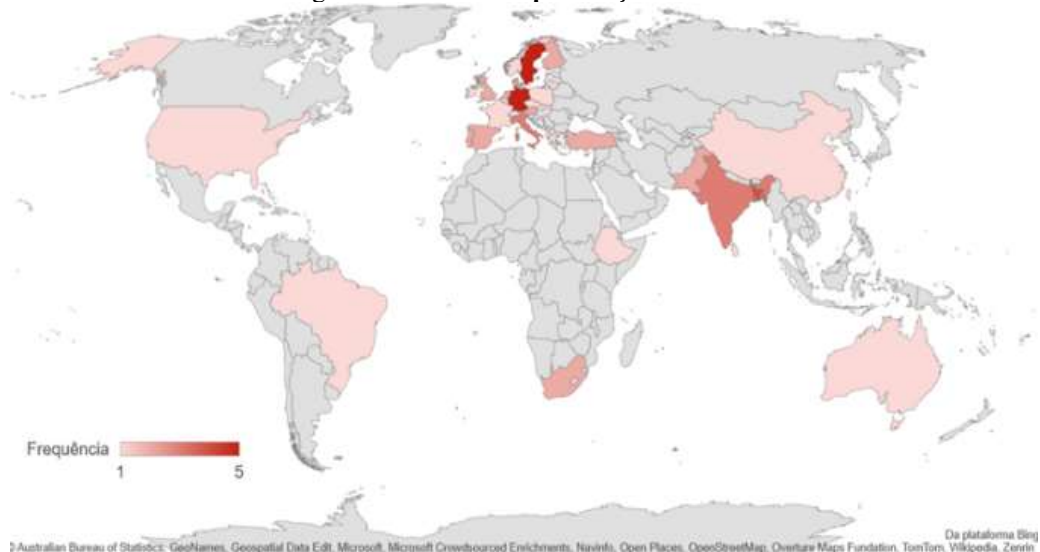 Frequência
1 5
Da plataforma Bing
© Australian Bureau of Statistics, GeoNames, Geospatial Data Edit, Microsoft, Microsoft Crowdsourced Enrichments, Navinfo, Open Places, OpenStreetMap, Overture Maps Fundation, TomTom, Wikipedia, Zenrin